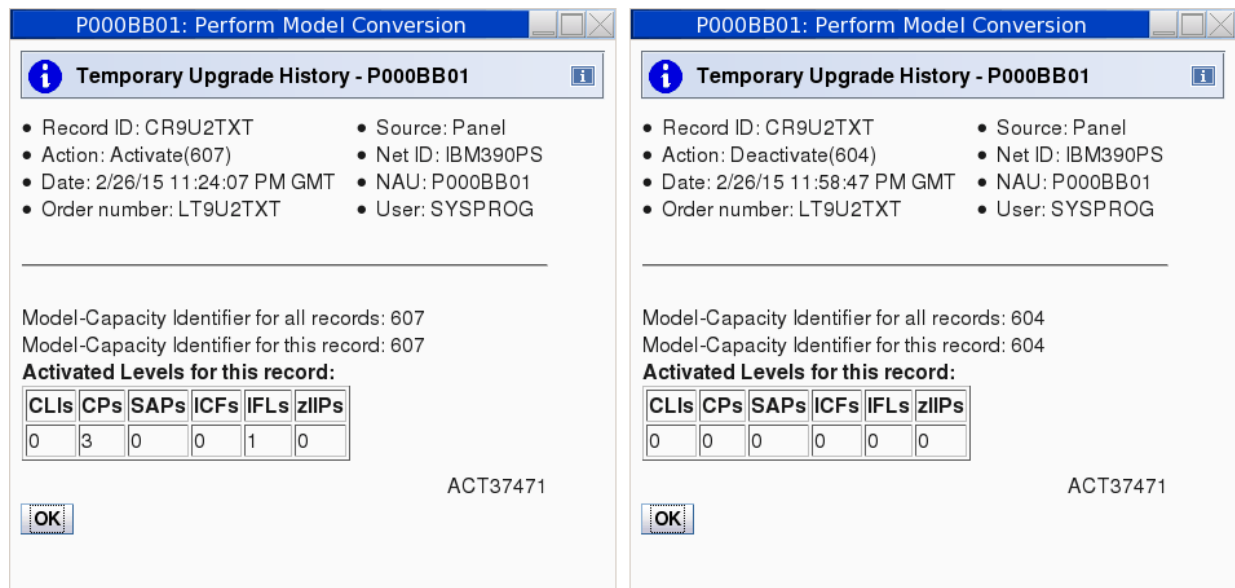 P000BB01: Perform Model Conversion
Temporary Upgrade History - P000BB01
• Record ID: CR9U2TXT
• Action: Activate(607)
• Date: 2/26/15 11:24:07 PM GMT
• Order number: LT9U2TXT
• Source: Panel
• Net ID: IBM390PS
• NAU: P000BB01
• User: SYSPROG
Model-Capacity Identifier for all records: 607
Model-Capacity Identifier for this record: 607
Activated Levels for this record:
CLIs CPs SAPs ICFs IFLs zIIPs
0 3 0 0 1 0
ACT37471
OK
P000BB01: Perform Model Conversion
Temporary Upgrade History - P000BB01
• Record ID: CR9U2TXT
• Action: Deactivate(604)
• Date: 2/26/15 11:58:47 PM GMT
• Order number: LT9U2TXT
• Source: Panel
• Net ID: IBM390PS
• NAU: P000BB01
• User: SYSPROG
Model-Capacity Identifier for all records: 604
Model-Capacity Identifier for this record: 604
Activated Levels for this record:
CLIs CPs SAPs ICFs IFLs zIIPs
0 0 0 0 0 0
ACT37471
OK